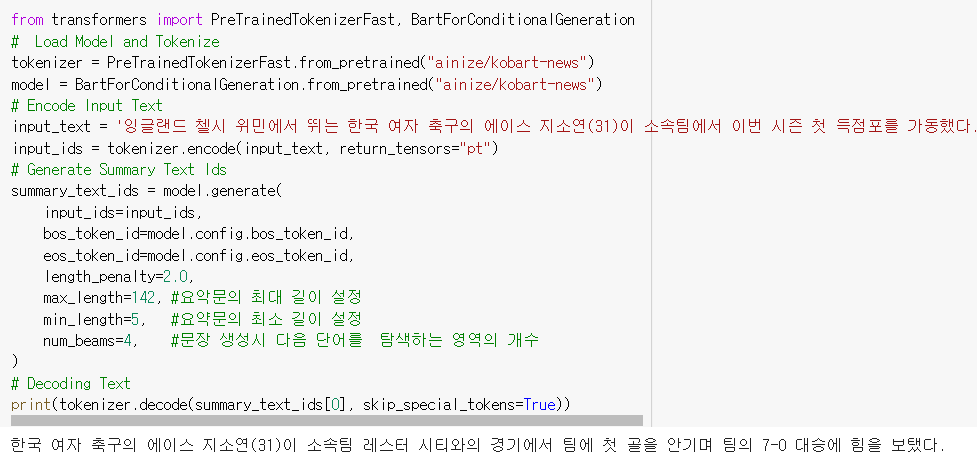 from transformers import PreTrainedTokenizerFast, BartForConditionalGeneration
#  Load Model and Tokenize
tokenizer = PreTrainedTokenizerFast.from_pretrained("ainize/kobart-news")
model = BartForConditionalGeneration.from_pretrained("ainize/kobart-news")
# Encode Input Text
input_text = '잉글랜드 첼시 위민에서 뛰는 한국 여자 축구의 에이스 지소연(31)이 소속팀에서 이번 시즌 첫 득점포를 가동했다.
input_ids = tokenizer.encode(input_text, return_tensors="pt")
# Generate Summary Text Ids
summary_text_ids = model.generate(
    input_ids=input_ids,
    bos_token_id=model.config.bos_token_id,
    eos_token_id=model.config.eos_token_id,
    length_penalty=2.0,
    max_length=142, #요악문의 최대 길이 설정
    min_length=5,   #요약문의 최소 길이 설정
    num_beams=4,    #문장 생성시 다음 단어를  탐색하는 영역의 개수
)
# Decoding Text
print(tokenizer.decode(summary_text_ids[0], skip_special_tokens=True))
한국 여자 축구의 에이스 지소연(31)이 소속팀 레스터 시티와의 경기에서 팀에 첫 골을 안기며 팀의 7-0 대승에 힘을 보탰다.